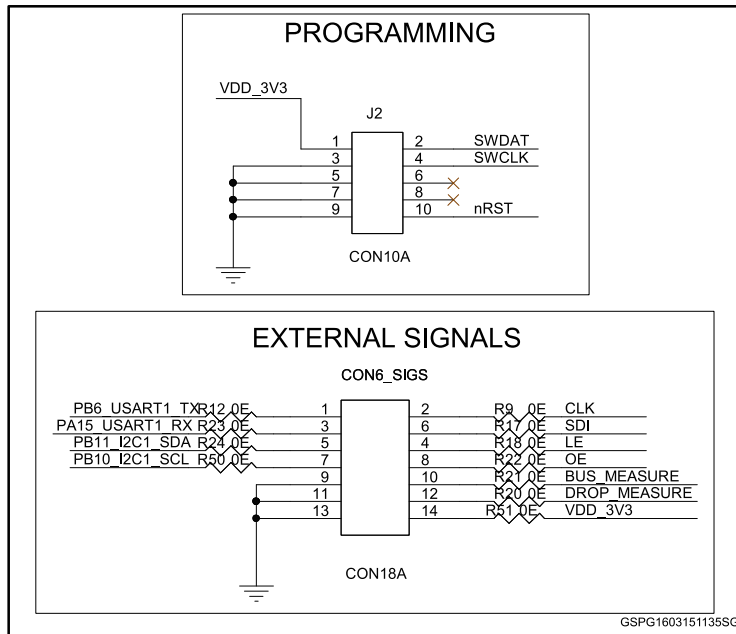 PROGRAMMING
VDD_3V3
J2
1 2 SWDAT
3 4 SWCLK
5 6
7 8
9 10 nRST
CON10A
EXTERNAL SIGNALS
CON6_SIGS
PB6_USART1_TX R12 0E 1 2 R9 0E CLK
PA15_USART1_RX R23 0E 3 6 R17 0E SDI
PB11_I2C1_SDA R24 0E 5 4 R18 0E LE
PB10_I2C1_SCL R50 0E 7 8 R22 0E OE
9 10 R21 0E BUS_MEASURE
11 12 R20 0E DROP_MEASURE
13 14 R51 0E VDD_3V3
CON18A
GSPG1603151135SG